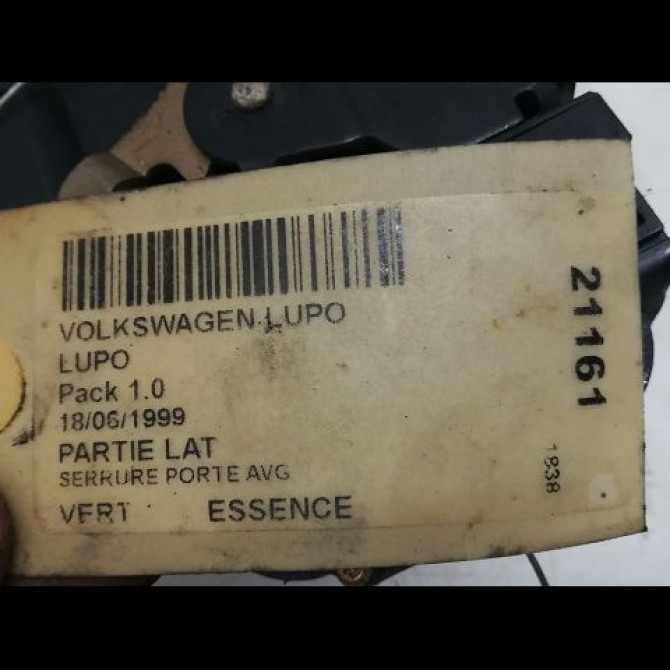 VOLKSWAGEN LUPO
LUPO
Pack 1.0
18/06/1999
PARTIE LAT
SERRURE PORTE AVG
VERT ESSENCE
21161
1838